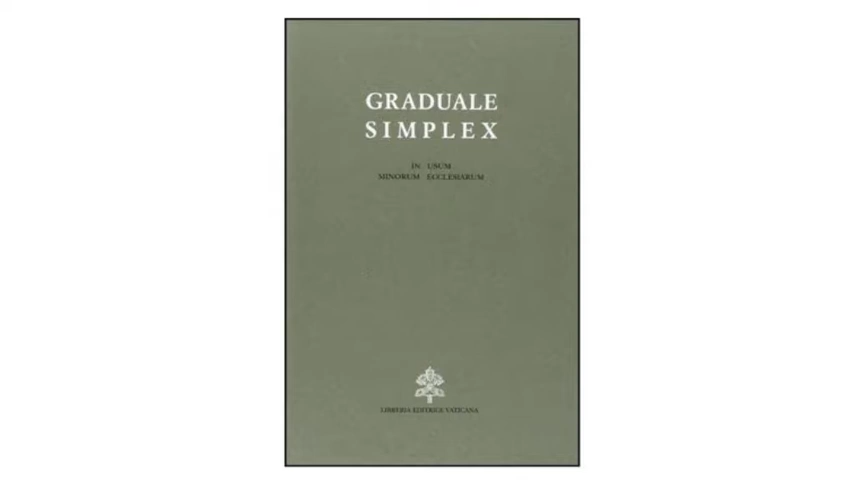 GRADUALE
SIMPLEX
IN USUM
MINORUM ECCLESIARUM
LIBRERIA EDITRICE VATICANA